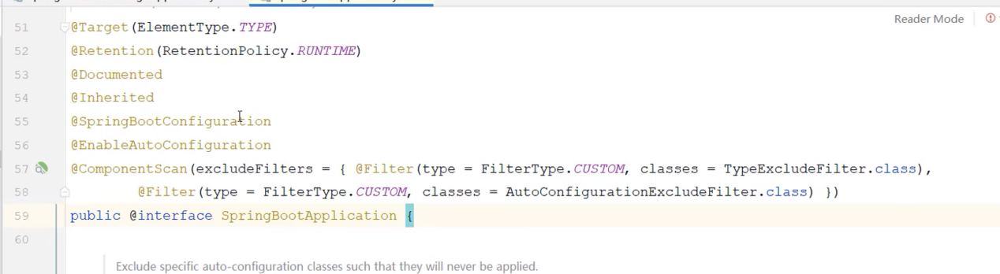 Reader Mode
51 @Target(ElementType.TYPE)
52 @Retention(RetentionPolicy.RUNTIME)
53 @Documented
54 @Inherited
55 @SpringBootConfiguration
56 @EnableAutoConfiguration
57 @ComponentScan(excludeFilters = { @Filter(type = FilterType.CUSTOM, classes = TypeExcludeFilter.class),
58 @Filter(type = FilterType.CUSTOM, classes = AutoConfigurationExcludeFilter.class) })
59 public @interface SpringBootApplication {
60
Exclude specific auto-configuration classes such that they will never be applied.